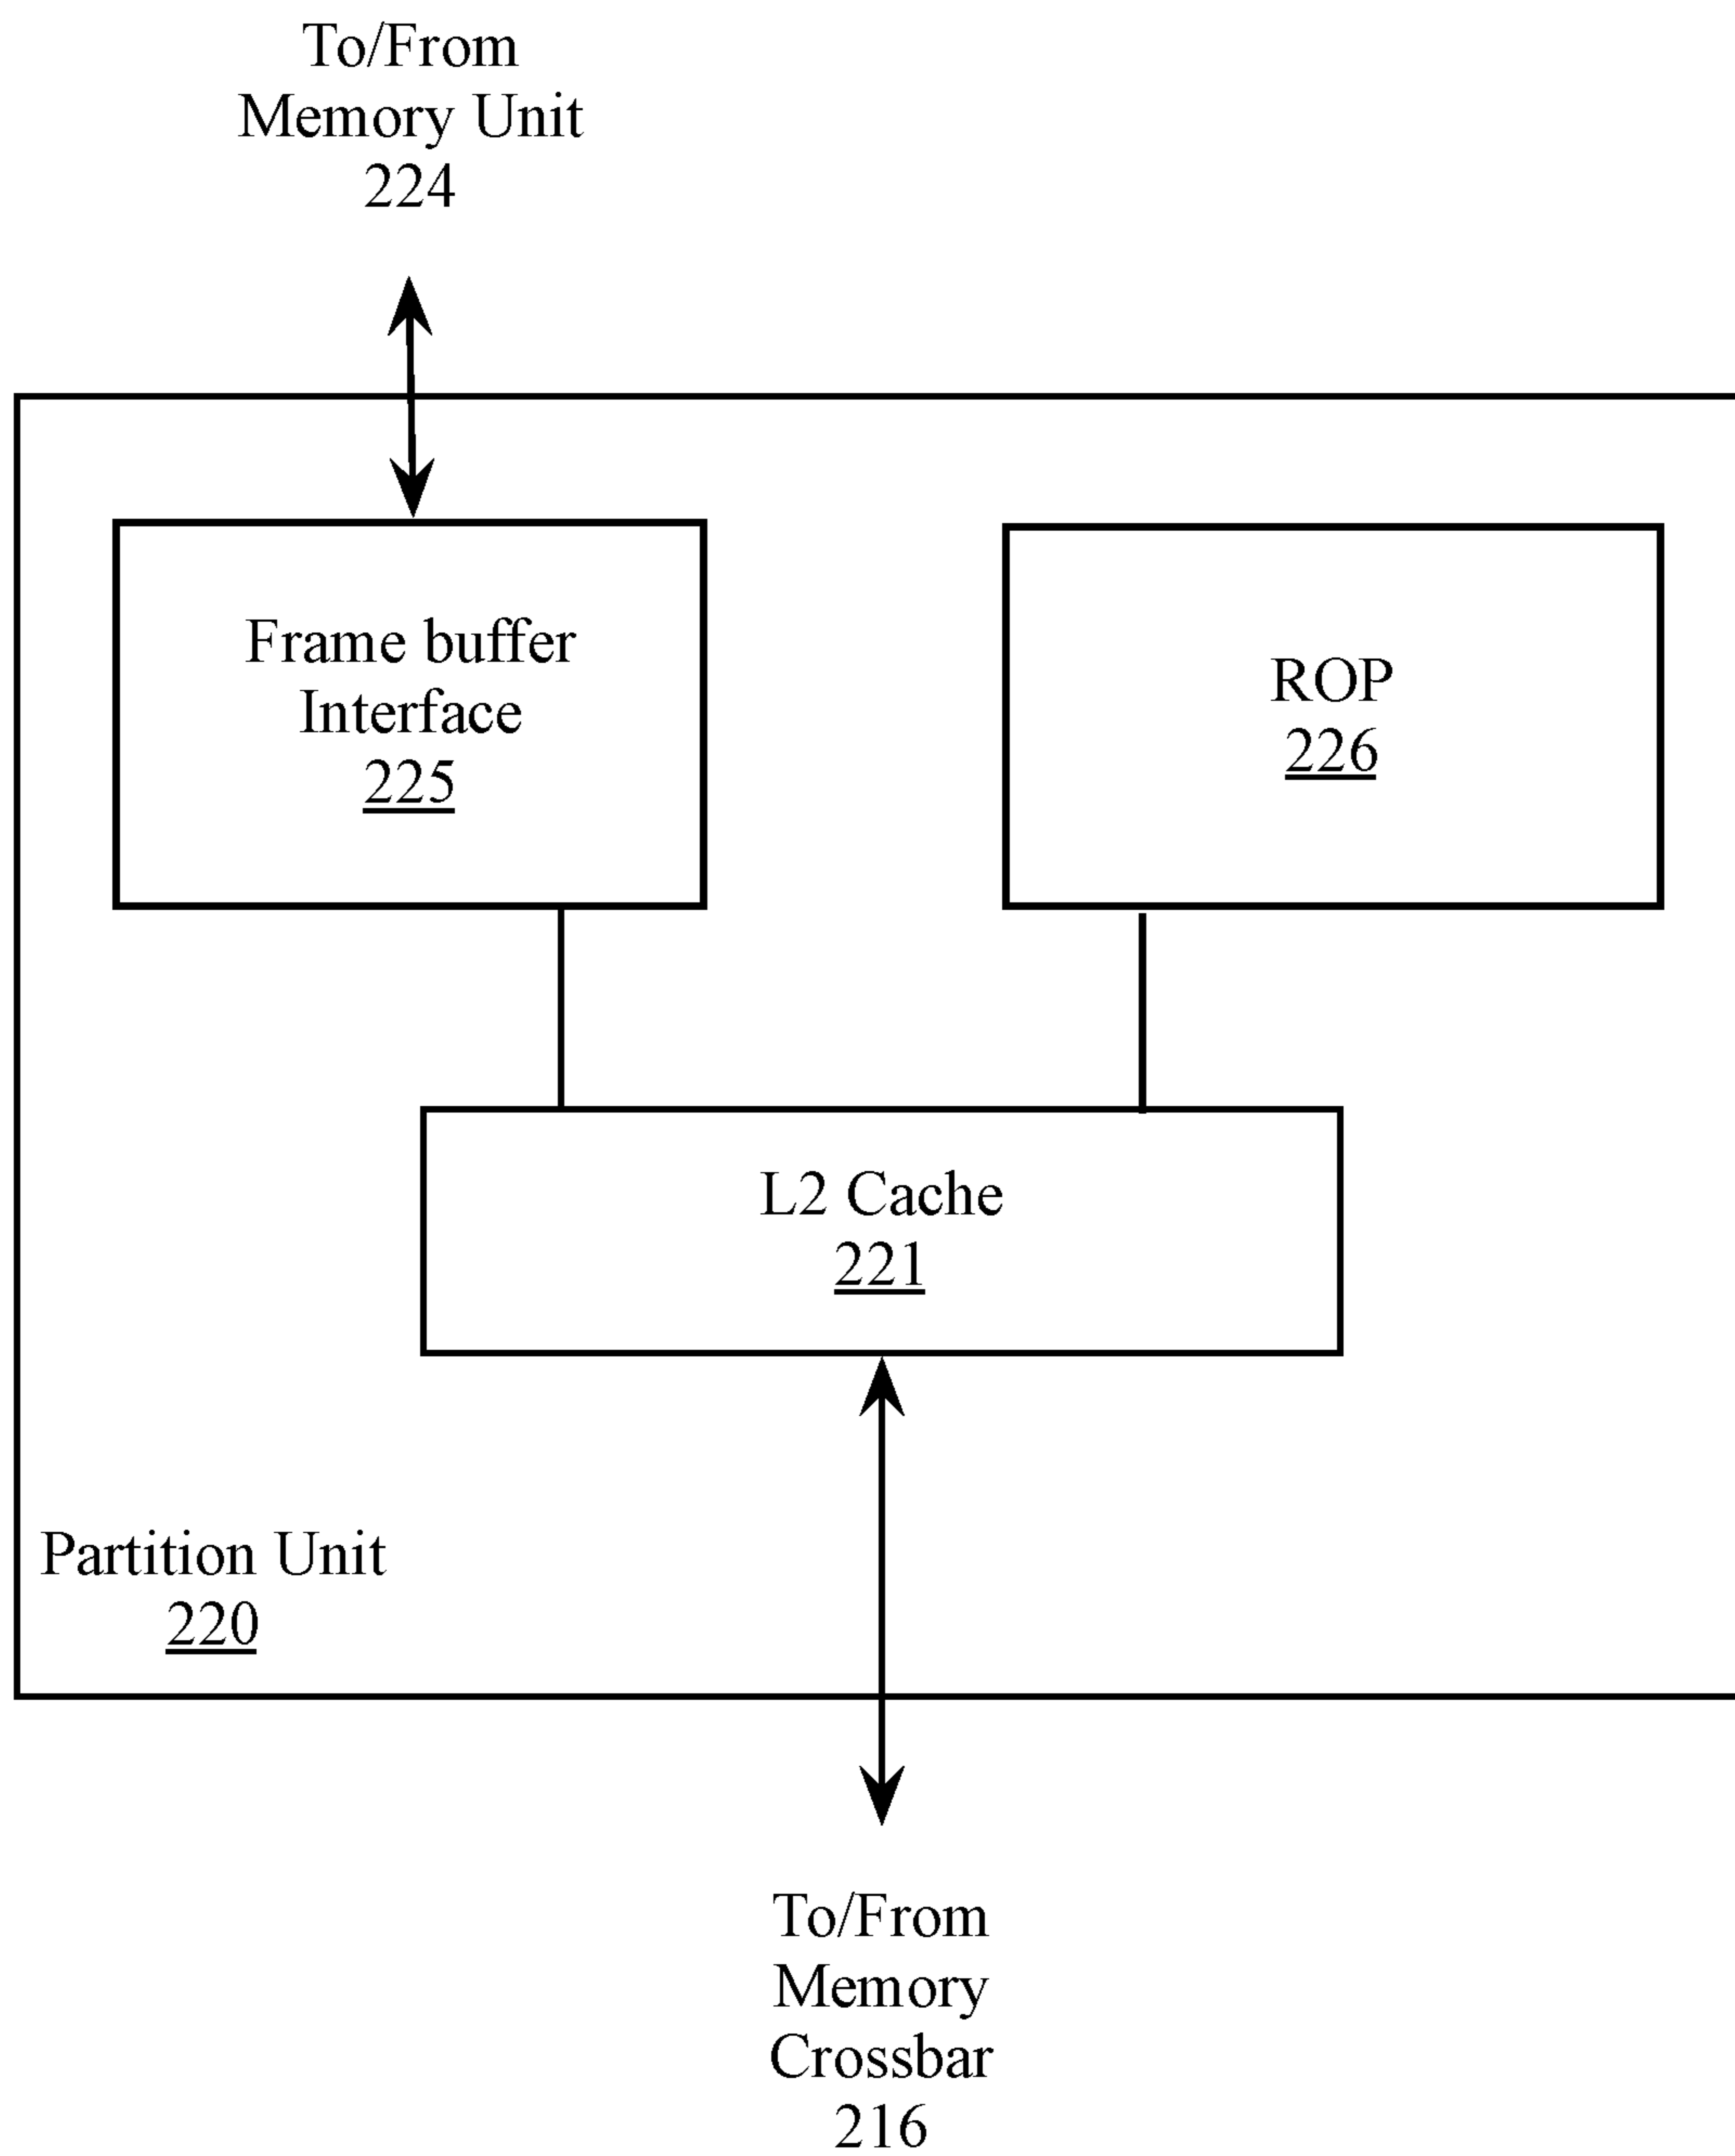 To/From
Memory Unit
224
Frame buffer
Interface
225
ROP
226
L2 Cache
221
Partition Unit
220
To/From
Memory
Crossbar
216